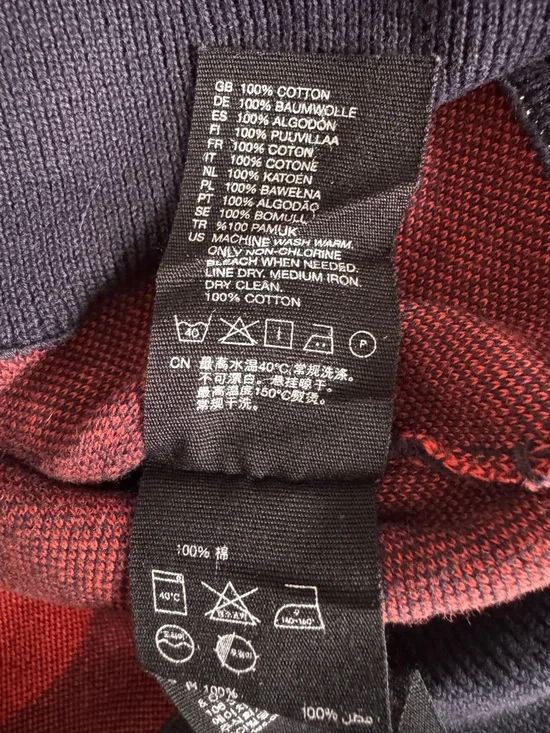 GB 100% COTTON
DE 100% BAUMWOLLE
ES 100% ALGODÓN
FI 100% PUUVILLAA
FR 100% COTON
IT 100% COTONE
NL 100% KATOEN
PL 100% BAWEŁNA
PT 100% ALGODÃO
SE 100% BOMULL
TR %100 PAMUK
US MACHINE WASH WARM.
ONLY NON-CHLORINE
BLEACH WHEN NEEDED.
LINE DRY. MEDIUM IRON.
DRY CLEAN.
100% COTTON
40 P
CN 最高水温40℃,常规洗涤。
不可漂白。悬挂晾干。
最高温度150℃熨烫。
常规干洗。
100% 棉
40°C 140~160°
100%
100% قطن